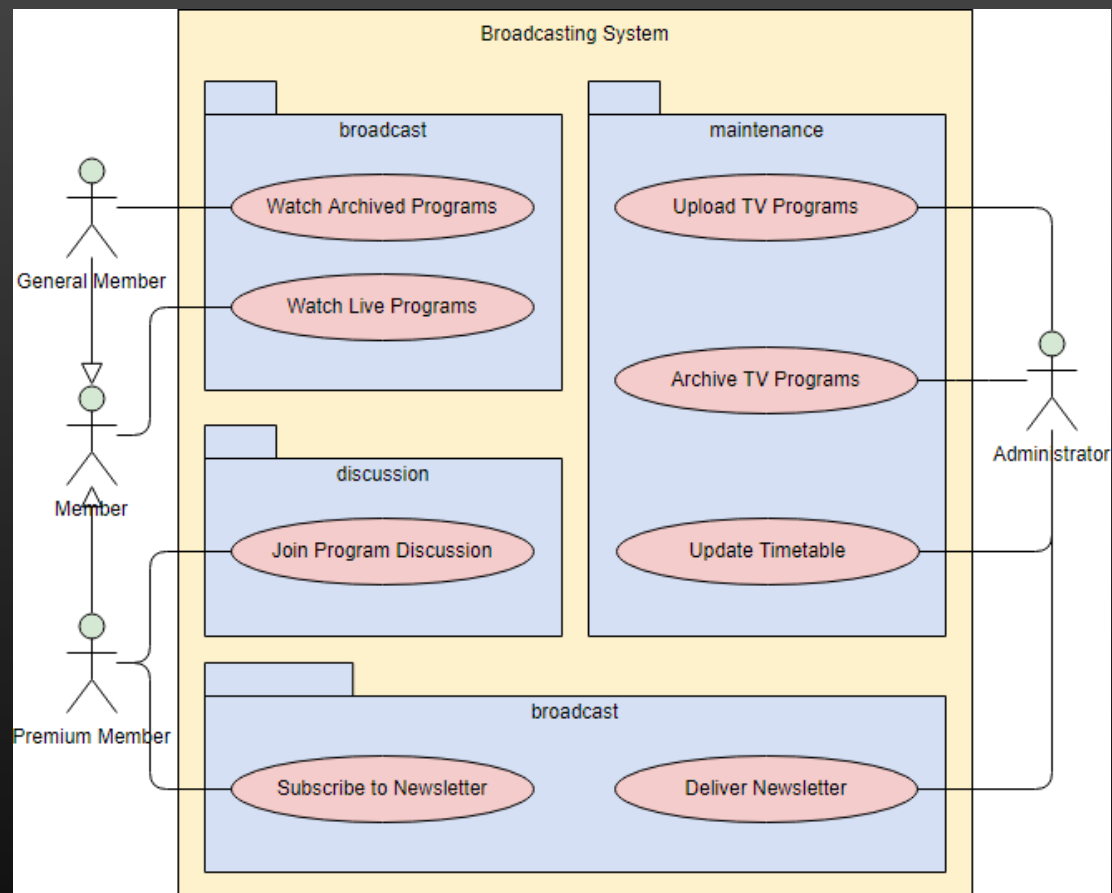 Broadcasting System
broadcast
Watch Archived Programs
Watch Live Programs
maintenance
Upload TV Programs
Archive TV Programs
Update Timetable
discussion
Join Program Discussion
broadcast
Subscribe to Newsletter
Deliver Newsletter
General Member
Member
Premium Member
Administrator